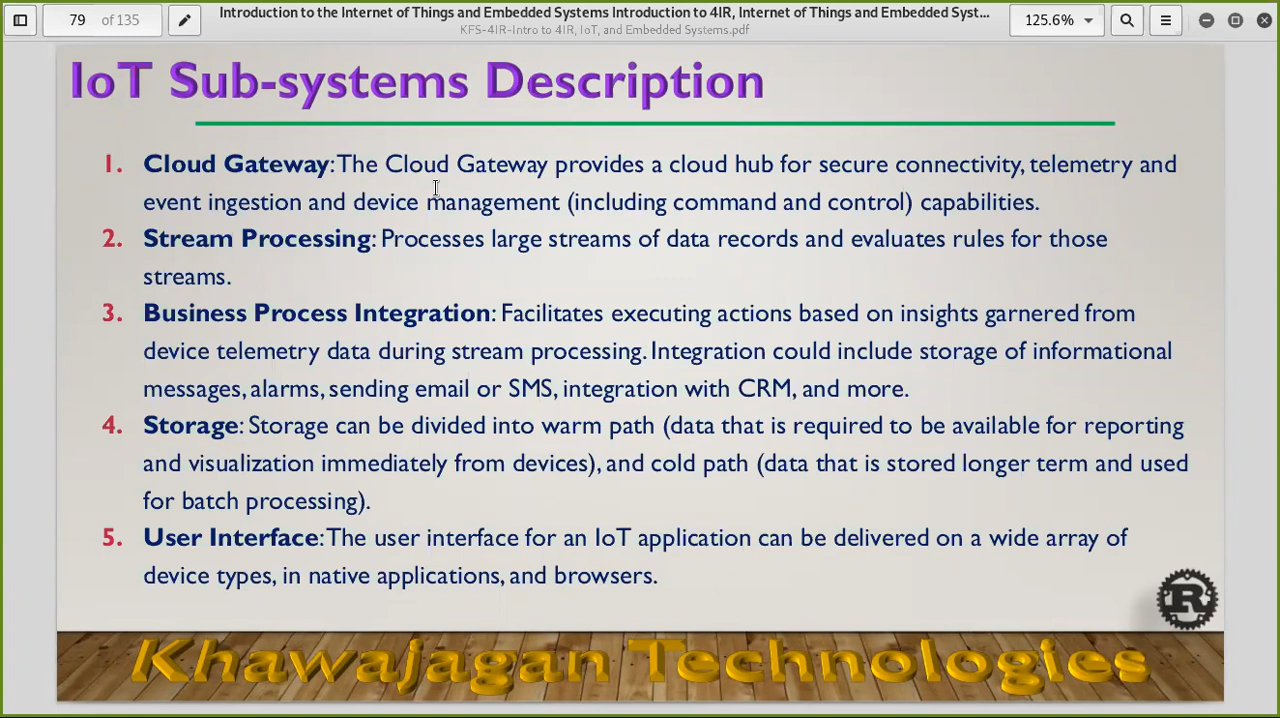 79 of 135
Introduction to the Internet of Things and Embedded Systems Introduction to 4IR, Internet of Things and Embedded Syst...
KFS-4IR-Intro to 4IR, IoT, and Embedded Systems.pdf
125.6%
IoT Sub-systems Description
1. Cloud Gateway: The Cloud Gateway provides a cloud hub for secure connectivity, telemetry and
event ingestion and device management (including command and control) capabilities.
2. Stream Processing: Processes large streams of data records and evaluates rules for those
streams.
3. Business Process Integration: Facilitates executing actions based on insights garnered from
device telemetry data during stream processing. Integration could include storage of informational
messages, alarms, sending email or SMS, integration with CRM, and more.
4. Storage: Storage can be divided into warm path (data that is required to be available for reporting
and visualization immediately from devices), and cold path (data that is stored longer term and used
for batch processing).
5. User Interface: The user interface for an IoT application can be delivered on a wide array of
device types, in native applications, and browsers.
R
Khawajagan Technologies